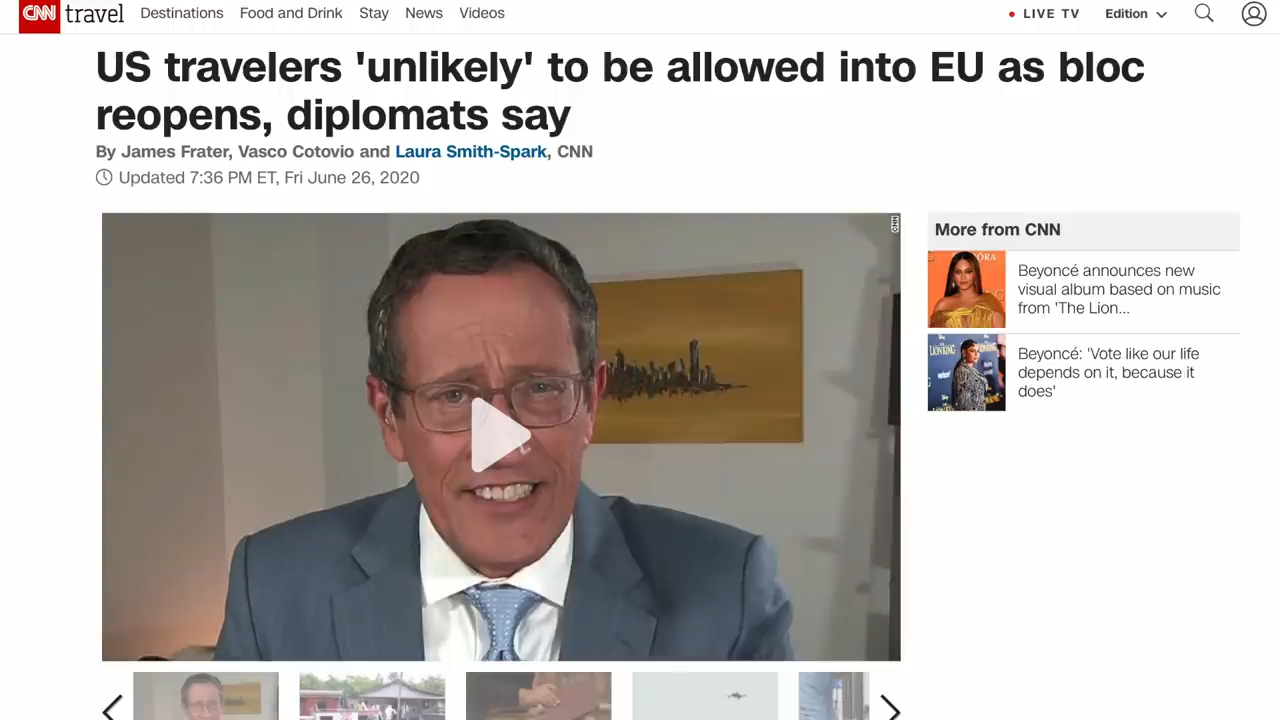 CNN travel Destinations Food and Drink Stay News Videos LIVE TV Edition
US travelers 'unlikely' to be allowed into EU as bloc
reopens, diplomats say
By James Frater, Vasco Cotovio and Laura Smith-Spark, CNN
Updated 7:36 PM ET, Fri June 26, 2020
CNN
More from CNN
Beyoncé announces new
visual album based on music
from 'The Lion...
Beyoncé: 'Vote like our life
depends on it, because it
does'